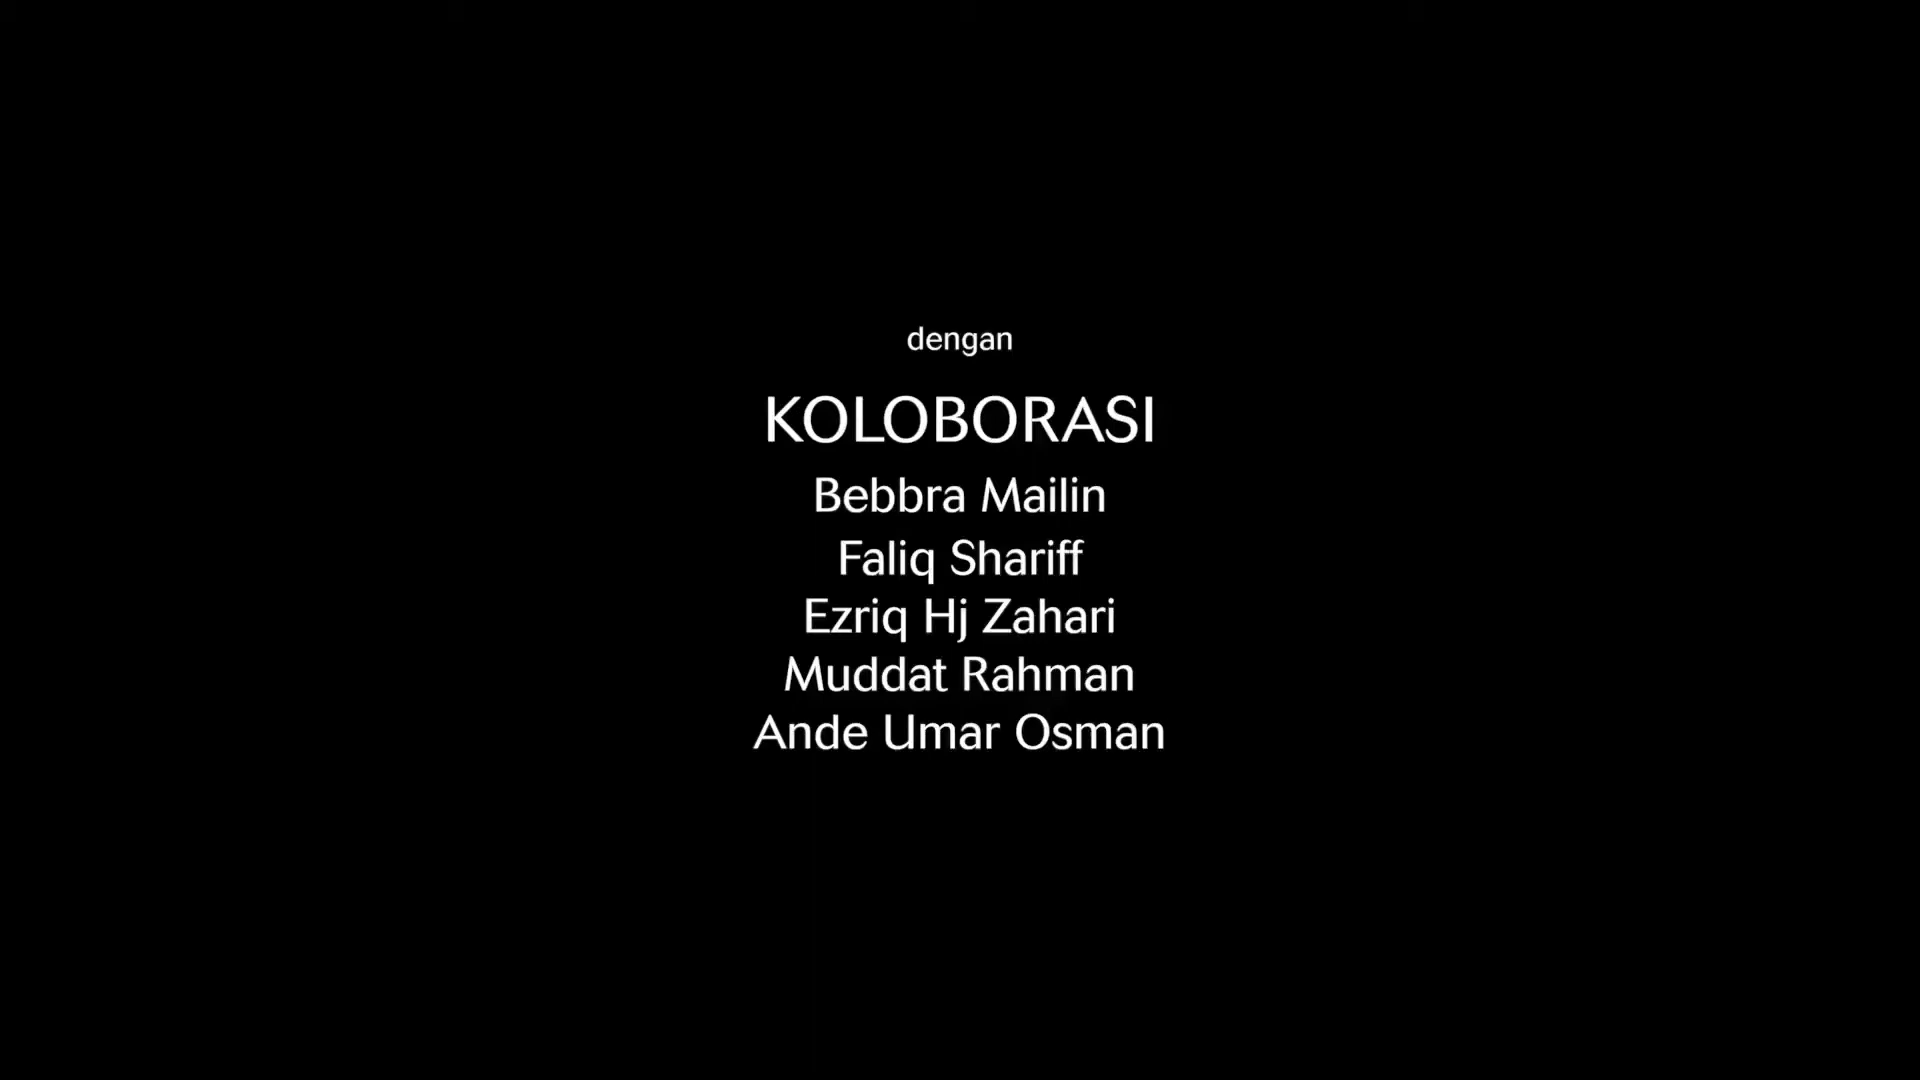 dengan
KOLOBORASI
Bebbra Mailin
Faliq Shariff
Ezriq Hj Zahari
Muddat Rahman
Ande Umar Osman